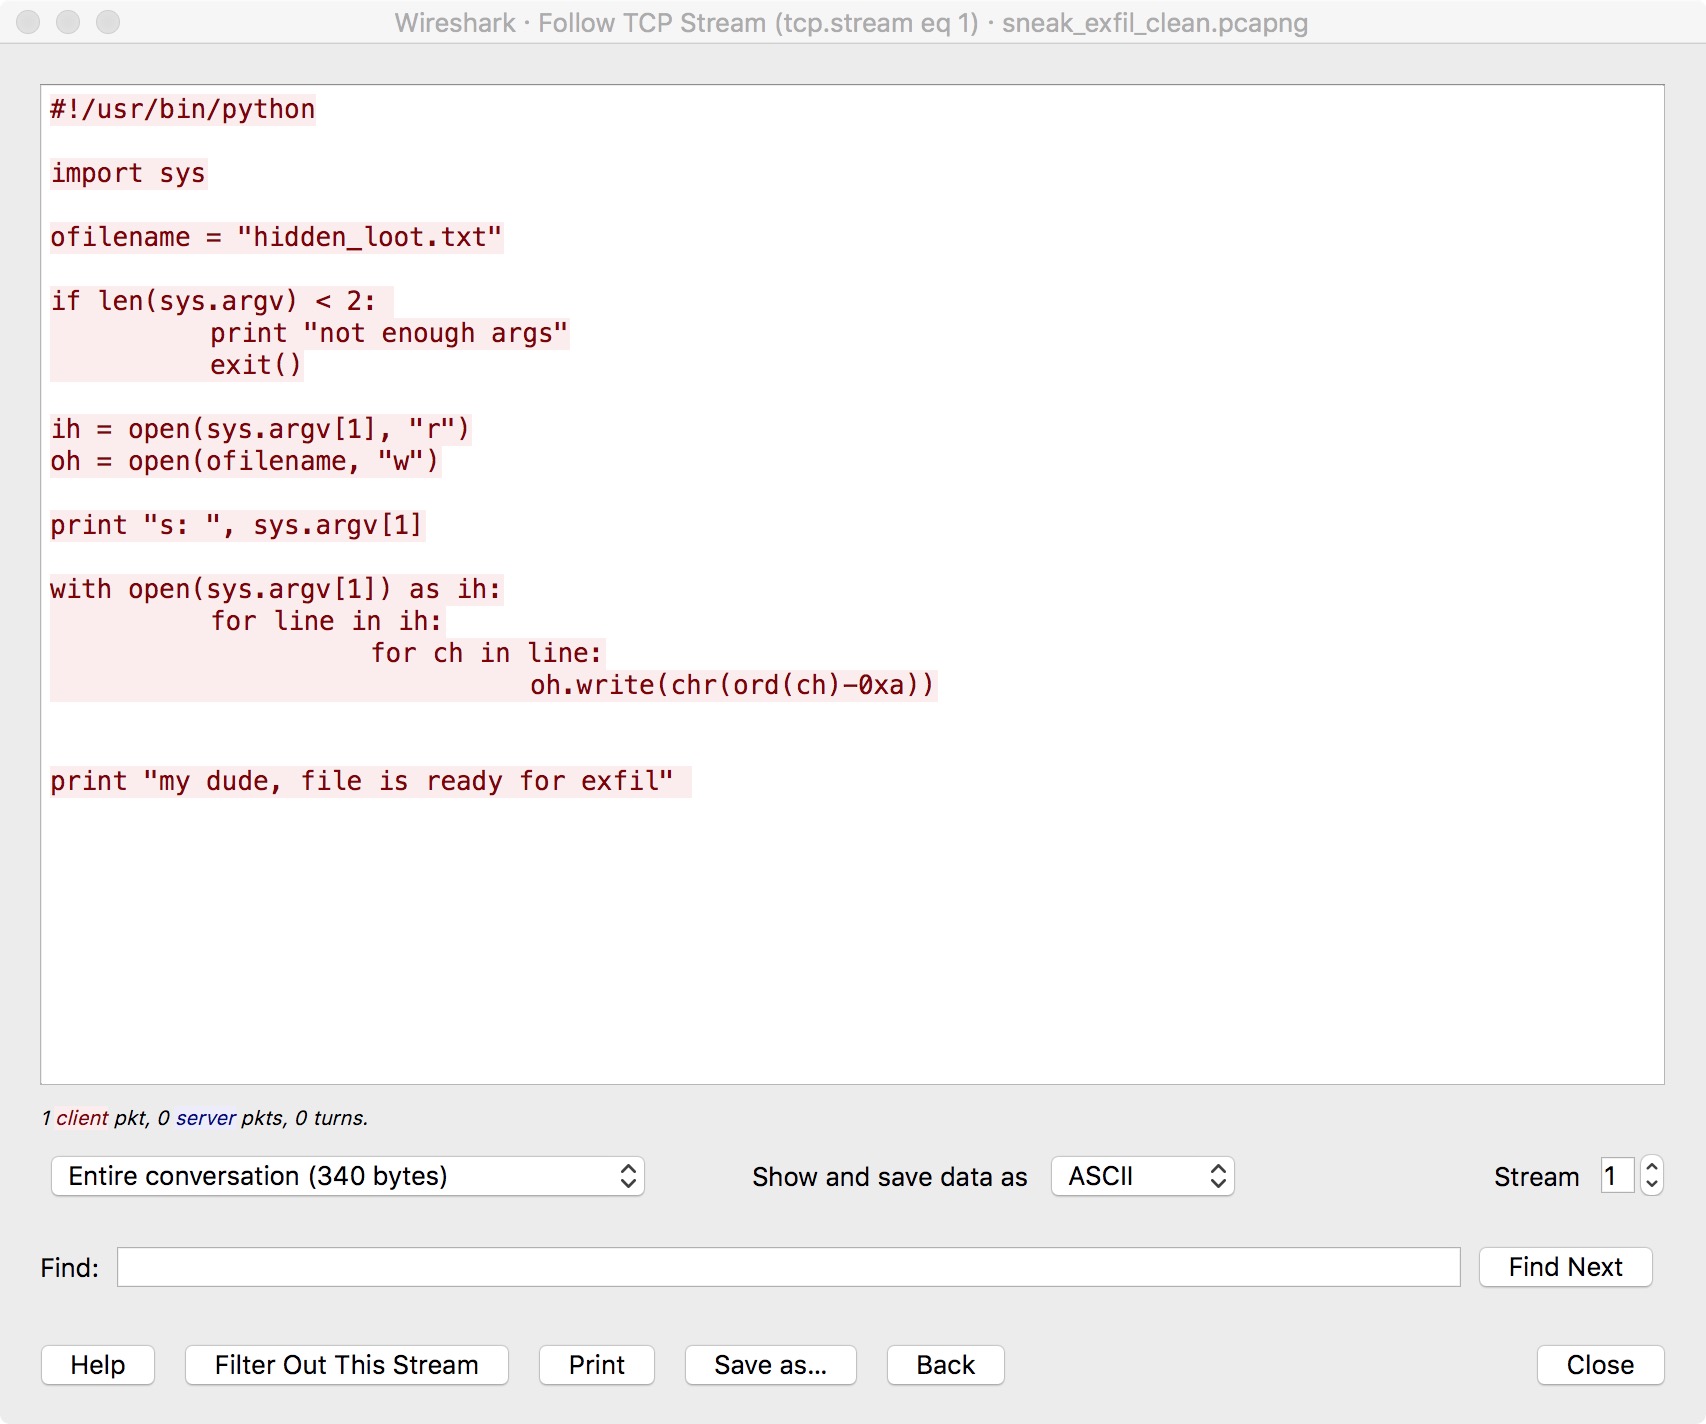 Wireshark · Follow TCP Stream (tcp.stream eq 1) · sneak_exfil_clean.pcapng
#!/usr/bin/python
import sys
ofilename = "hidden_loot.txt"
if len(sys.argv) < 2:
print "not enough args"
exit()
ih = open(sys.argv[1], "r")
oh = open(ofilename, "w")
print "s: ", sys.argv[1]
with open(sys.argv[1]) as ih:
for line in ih:
for ch in line:
oh.write(chr(ord(ch)-0xa))
print "my dude, file is ready for exfil"
1 client pkt, 0 server pkts, 0 turns.
Entire conversation (340 bytes) Show and save data as ASCII Stream 1
Find: Find Next
Help Filter Out This Stream Print Save as... Back Close